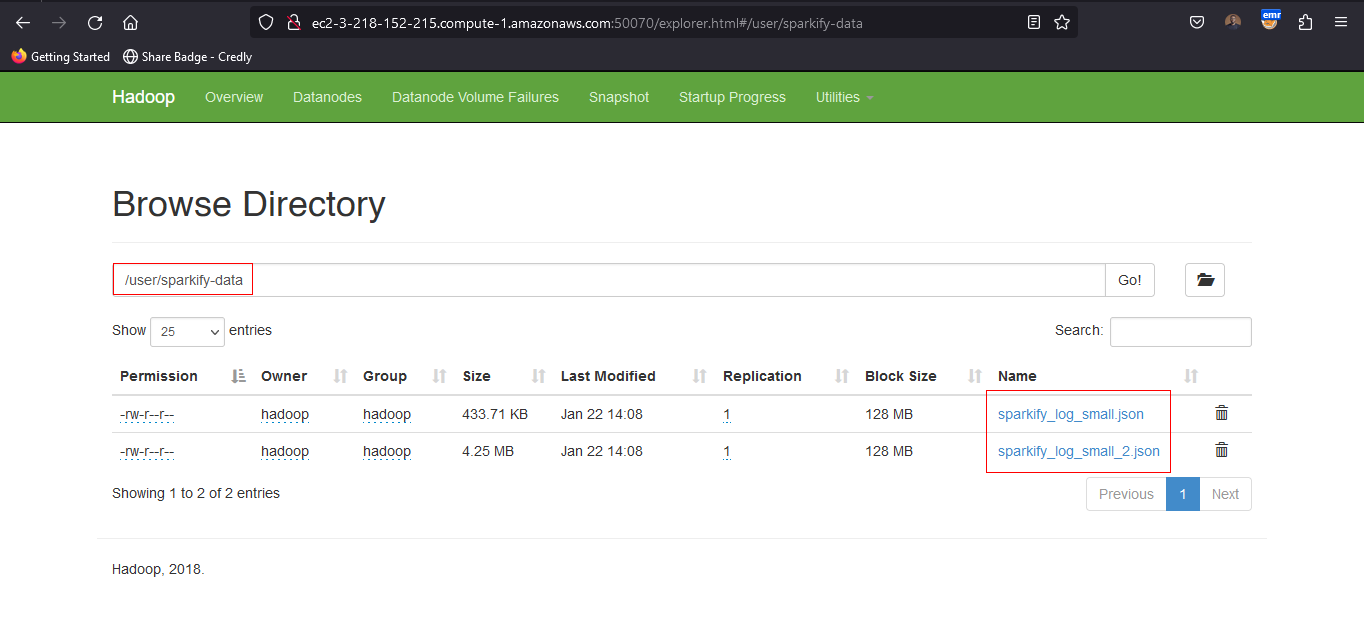 ec2-3-218-152-215.compute-1.amazonaws.com:50070/explorer.html#/user/sparkify-data
emr
Getting Started Share Badge - Credly
Hadoop Overview Datanodes Datanode Volume Failures Snapshot Startup Progress Utilities
Browse Directory
/user/sparkify-data Go!
Show 25 entries Search:
Permission Owner Group Size Last Modified Replication Block Size Name
-rw-r--r-- hadoop hadoop 433.71 KB Jan 22 14:08 1 128 MB sparkify_log_small.json
-rw-r--r-- hadoop hadoop 4.25 MB Jan 22 14:08 1 128 MB sparkify_log_small_2.json
Showing 1 to 2 of 2 entries Previous 1 Next
Hadoop, 2018.